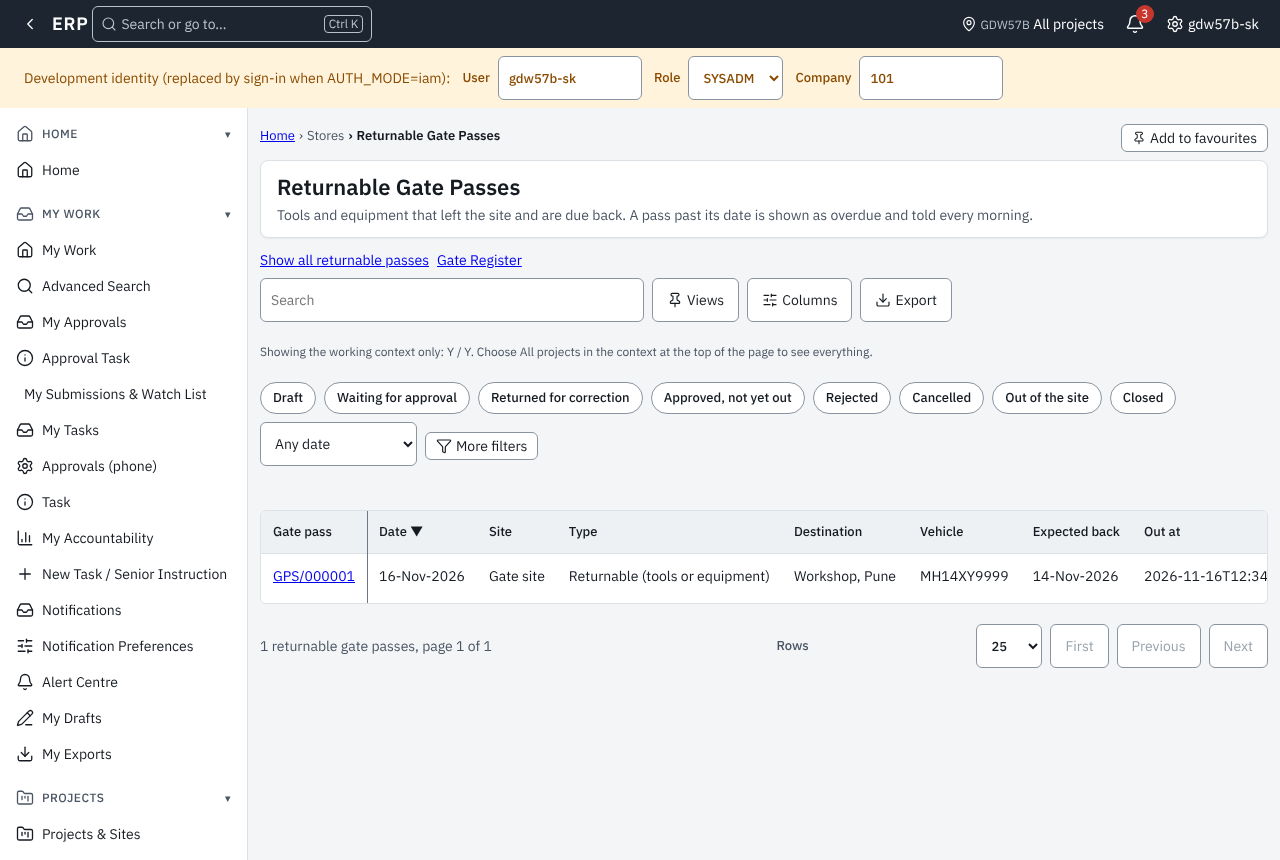 ERP
Search or go to...
Ctrl K
GDW57B All projects
3
gdw57b-sk
Development identity (replaced by sign-in when AUTH_MODE=iam):
User
gdw57b-sk
Role
SYSADM
Company
101
HOME
Home
MY WORK
My Work
Advanced Search
My Approvals
Approval Task
My Submissions & Watch List
My Tasks
Approvals (phone)
Task
My Accountability
New Task / Senior Instruction
Notifications
Notification Preferences
Alert Centre
My Drafts
My Exports
PROJECTS
Projects & Sites
Home › Stores › Returnable Gate Passes
Add to favourites
Returnable Gate Passes
Tools and equipment that left the site and are due back. A pass past its date is shown as overdue and told every morning.
Show all returnable passes Gate Register
Search
Views
Columns
Export
Showing the working context only: Y / Y. Choose All projects in the context at the top of the page to see everything.
Draft
Waiting for approval
Returned for correction
Approved, not yet out
Rejected
Cancelled
Out of the site
Closed
Any date
More filters
Gate pass Date ▼ Site Type Destination Vehicle Expected back Out at
GPS/000001 16-Nov-2026 Gate site Returnable (tools or equipment) Workshop, Pune MH14XY9999 14-Nov-2026 2026-11-16T12:34
1 returnable gate passes, page 1 of 1
Rows
25
First
Previous
Next